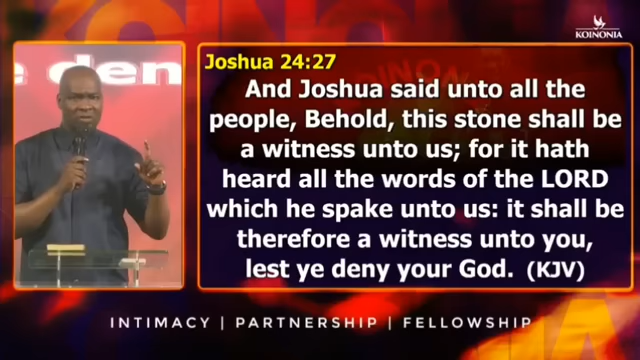 KOINONIA
e den
Joshua 24:27
And Joshua said unto all the
people, Behold, this stone shall be
a witness unto us; for it hath
heard all the words of the LORD
which he spake unto us: it shall be
therefore a witness unto you,
lest ye deny your God. (KJV)
INTIMACY | PARTNERSHIP | FELLOWSHIP